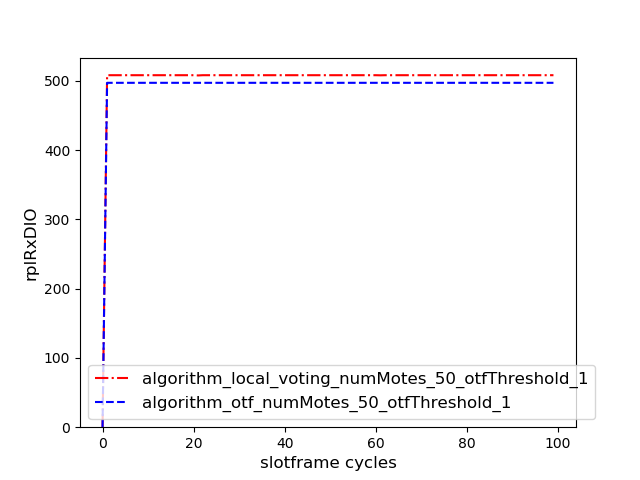 500
400
300
200
100
0
rplRxDIO
algorithm_local_voting_numMotes_50_otfThreshold_1
algorithm_otf_numMotes_50_otfThreshold_1
0 20 40 60 80 100
slotframe cycles